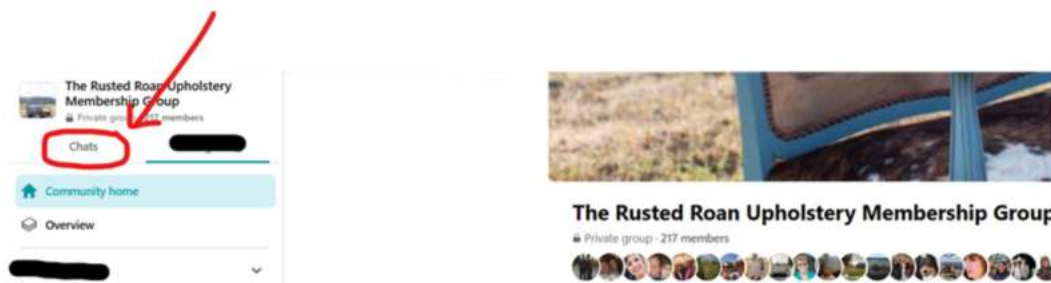 The Rusted Roan Upholstery
Membership Group
Private group · 217 members
Chats
Community home
Overview
The Rusted Roan Upholstery Membership Group
Private group · 217 members